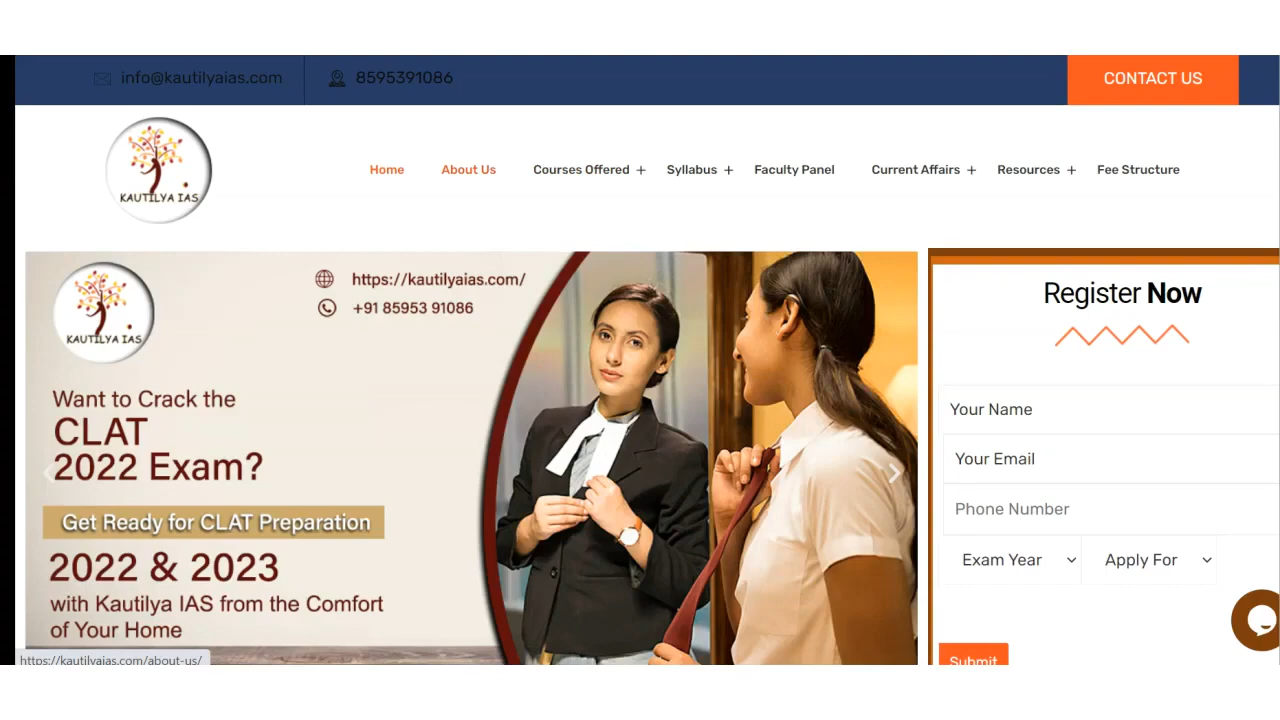 info@kautilyaias.com
8595391086
CONTACT US
KAUTILYA IAS
Home
About Us
Courses Offered +
Syllabus +
Faculty Panel
Current Affairs +
Resources +
Fee Structure
KAUTILYA IAS
https://kautilyaias.com/
+91 85953 91086
Want to Crack the
CLAT
2022 Exam?
Get Ready for CLAT Preparation
2022 & 2023
with Kautilya IAS from the Comfort
of Your Home
Register Now
Your Name
Your Email
Phone Number
Exam Year
Apply For
Submit
https://kautilyaias.com/about-us/